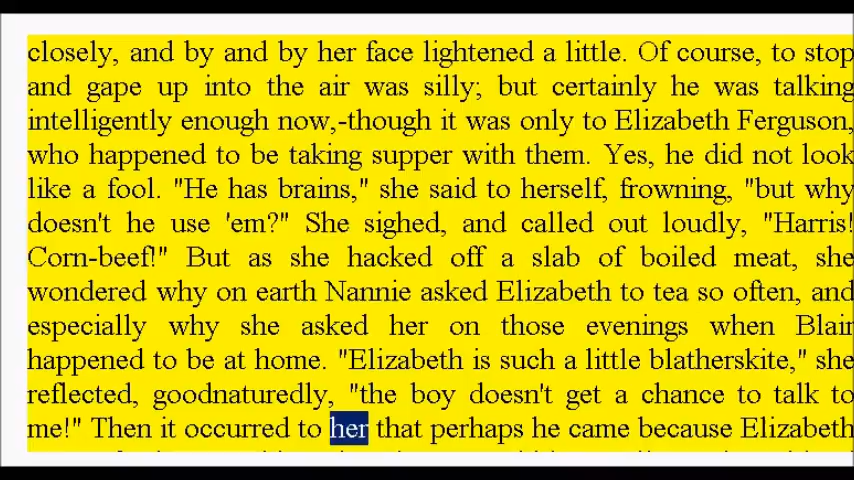 closely, and by and by her face lightened a little. Of course, to stop
and gape up into the air was silly; but certainly he was talking
intelligently enough now,-though it was only to Elizabeth Ferguson,
who happened to be taking supper with them. Yes, he did not look
like a fool. "He has brains," she said to herself, frowning, "but why
doesn't he use 'em?" She sighed, and called out loudly, "Harris!
Corn-beef!" But as she hacked off a slab of boiled meat, she
wondered why on earth Nannie asked Elizabeth to tea so often, and
especially why she asked her on those evenings when Blair
happened to be at home. "Elizabeth is such a little blatherskite," she
reflected, goodnaturedly, "the boy doesn't get a chance to talk to
me!" Then it occurred to her that perhaps he came because Elizabeth